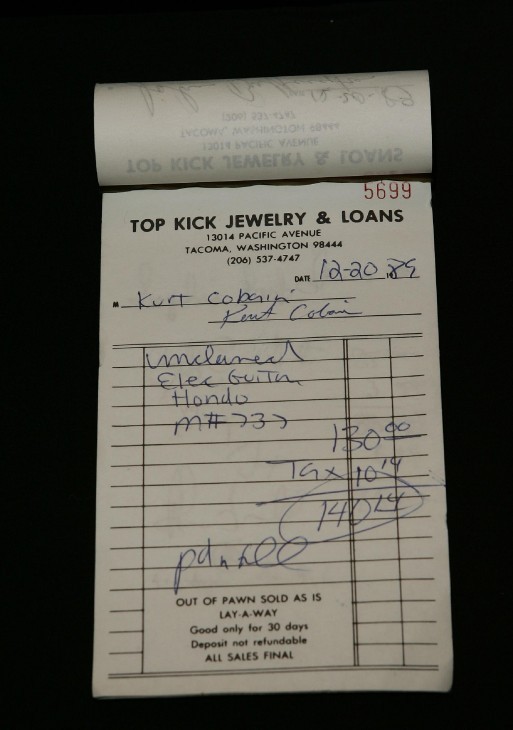 5699
TOP KICK JEWELRY & LOANS
13014 PACIFIC AVENUE
TACOMA, WASHINGTON 98444
(206) 537-4747
DATE 12-20 1989
M Kurt Cobain
Kurt Cobain
unclaimed
Elec Guitar
Hondo
M# 737
130 00
Tax 10 14
140 14
pd n full
OUT OF PAWN SOLD AS IS
LAY-A-WAY
Good only for 30 days
Deposit not refundable
ALL SALES FINAL